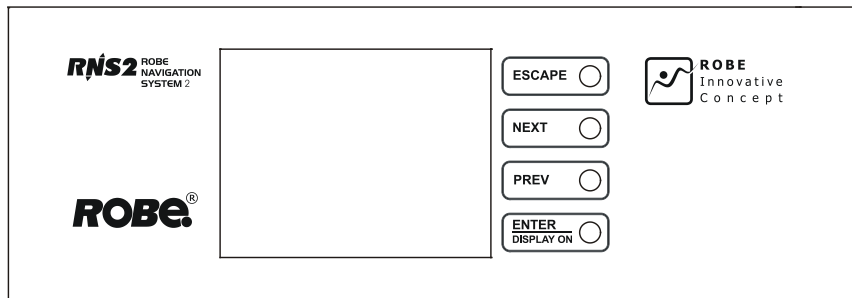 RNS2 ROBE
NAVIGATION
SYSTEM 2
ROBE®
ESCAPE
NEXT
PREV
ENTER
DISPLAY ON
ROBE
Innovative
Concept